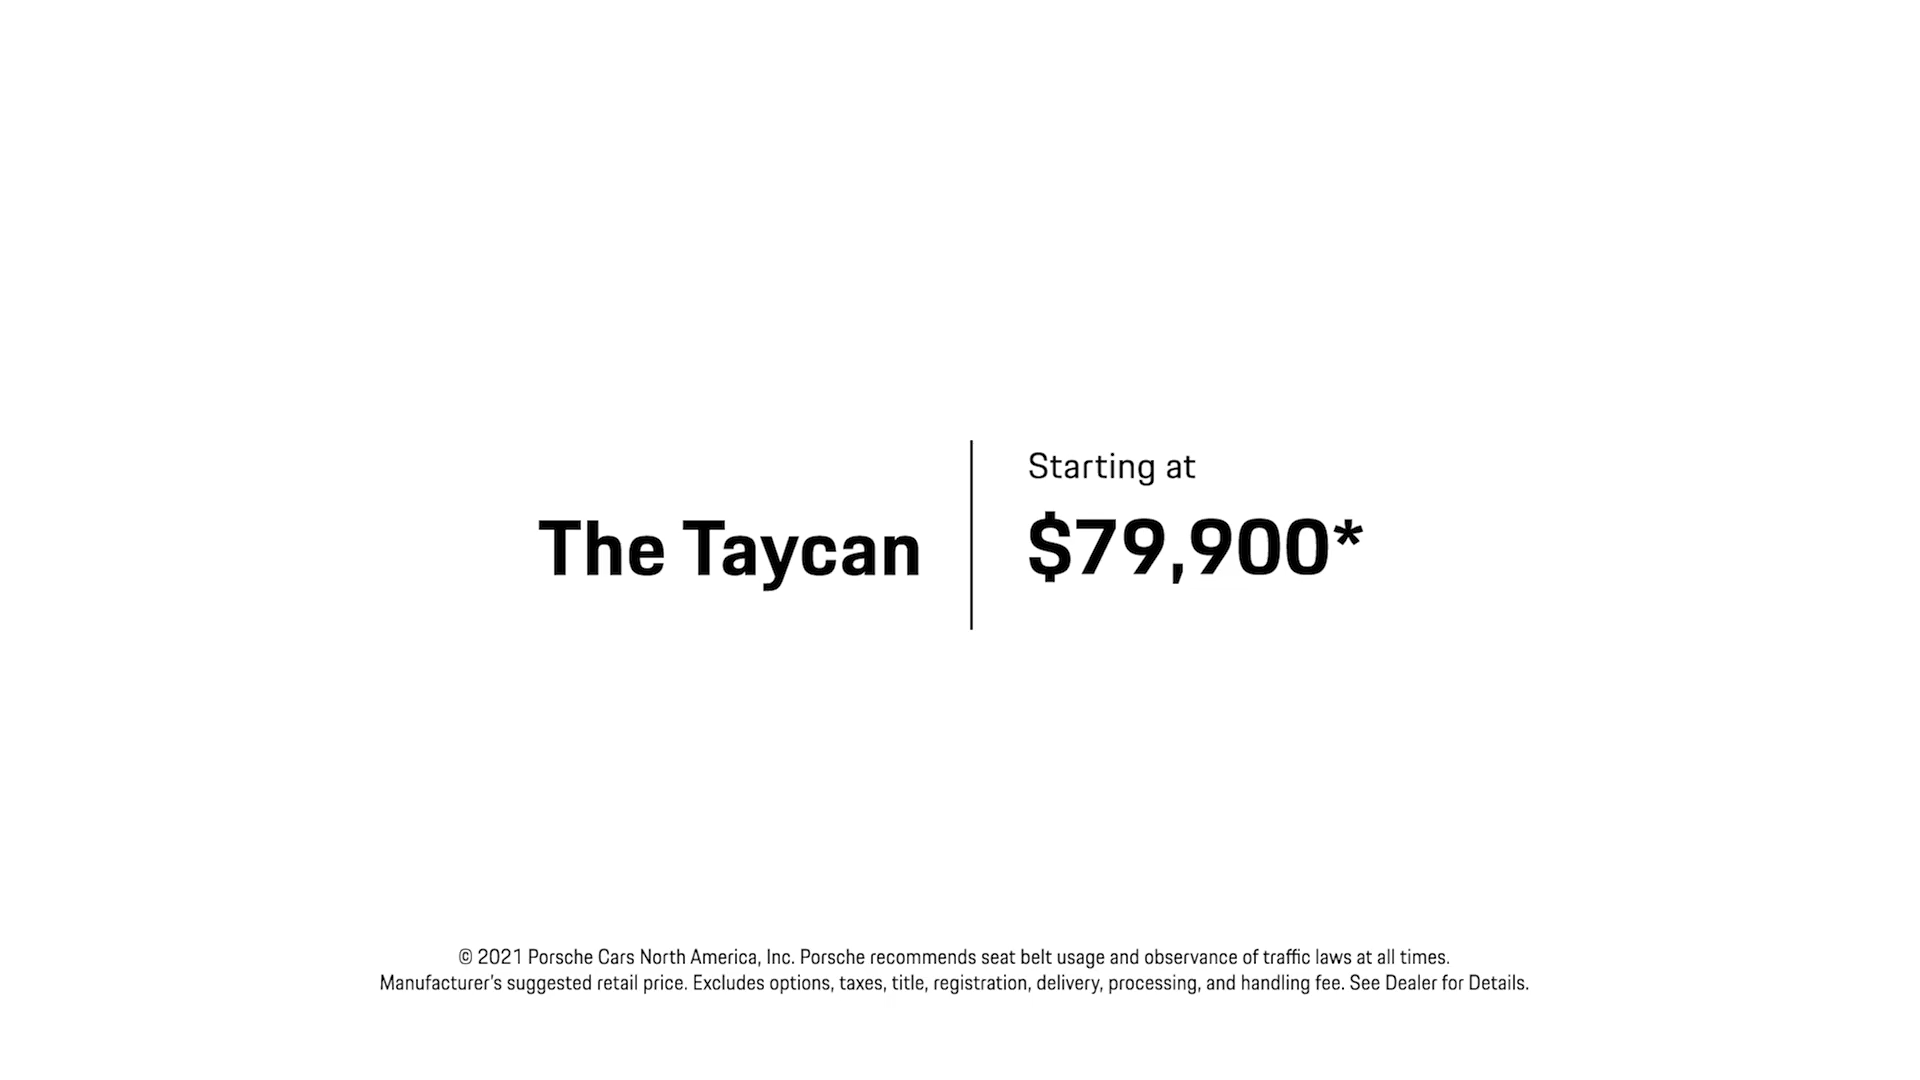 The Taycan
Starting at
$79,900*
© 2021 Porsche Cars North America, Inc. Porsche recommends seat belt usage and observance of traffic laws at all times.
Manufacturer's suggested retail price. Excludes options, taxes, title, registration, delivery, processing, and handling fee. See Dealer for Details.